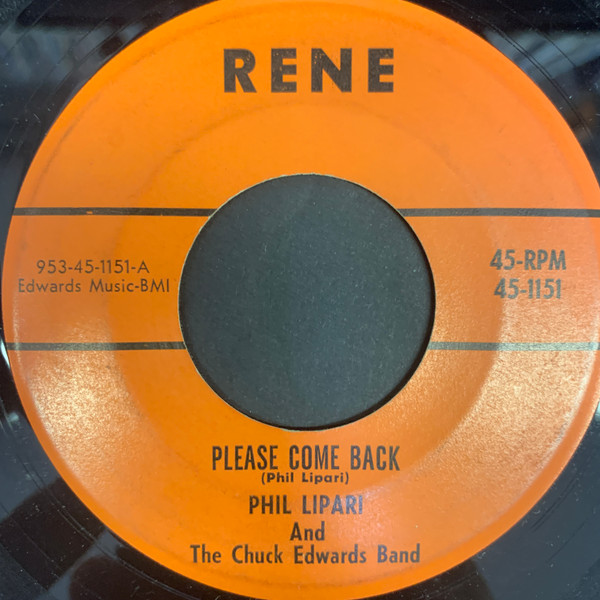 RENE
953-45-1151-A
Edwards Music-BMI
45-RPM
45-1151
PLEASE COME BACK
(Phil Lipari)
PHIL LIPARI
And
The Chuck Edwards Band